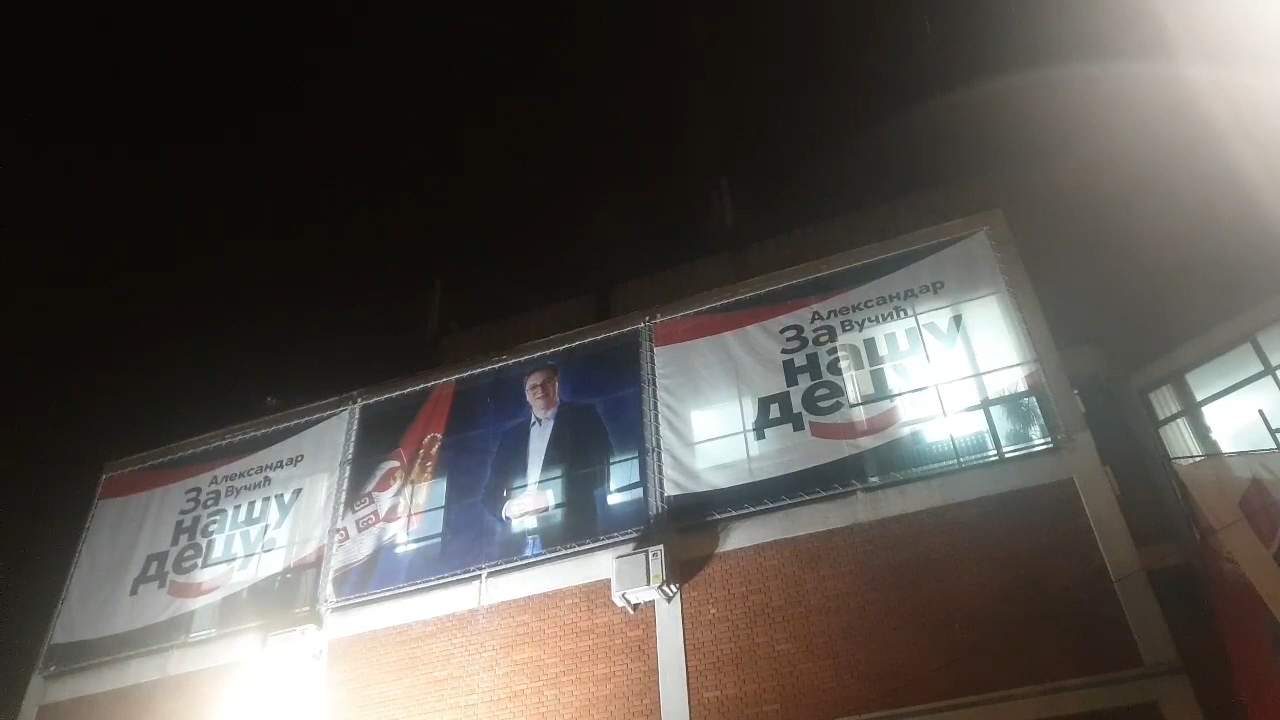 Александар
Вучић
За
нашу
децу.
Александар
Вучић
За
нашу
децу